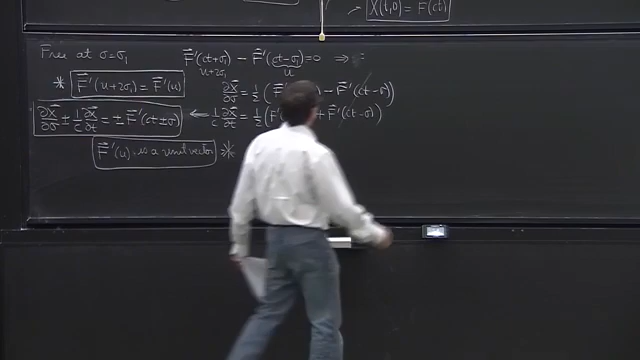 X(t,0) = F(ct)
Free at σ=σ₁ F⃗'(ct+σ₁) − F⃗'(ct−σ₁)=0 ⇒
u+2σ₁ u
* F⃗'(u+2σ₁) = F⃗'(u) ∂X⃗/∂σ = 1/2 (F⃗' − F⃗'(ct−σ))
∂X⃗/∂σ ± 1/c ∂X⃗/∂t = ± F⃗'(ct±σ) ⇐ 1/c ∂X⃗/∂t = 1/2 (F⃗' + F⃗'(ct−σ))
F⃗'(u) is a unit vector *